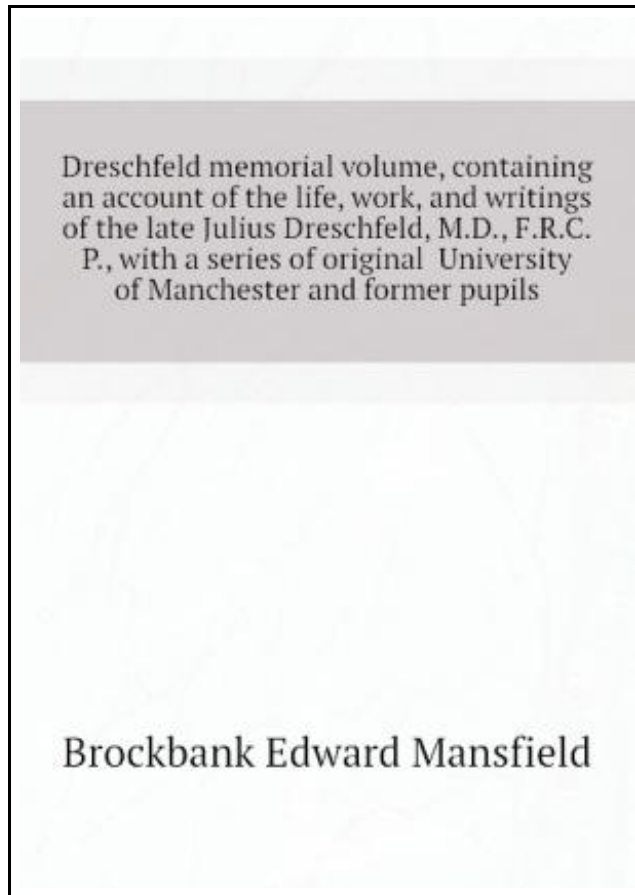 Dreschfeld memorial volume, containing
an account of the life, work, and writings
of the late Julius Dreschfeld, M.D., F.R.C.
P., with a series of original  University
of Manchester and former pupils
Brockbank Edward Mansfield